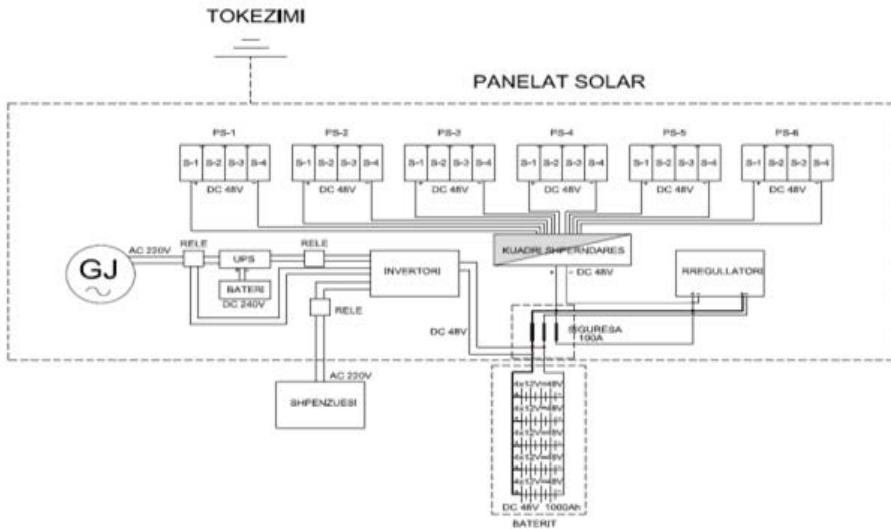 TOKEZIMI
PANELAT SOLAR
PS-1 PS-2 PS-3 PS-4 PS-5 PS-6
S-1 S-2 S-3 S-4 S-1 S-2 S-3 S-4 S-1 S-2 S-3 S-4 S-1 S-2 S-3 S-4 S-1 S-2 S-3 S-4 S-1 S-2 S-3 S-4
+ DC 48V - + DC 48V - + DC 48V - + DC 48V - + DC 48V - + DC 48V -
KUADRI SHPERNDARES
+ - DC 48V
GJ
AC 220V
RELE
UPS
BATERI
DC 240V
RELE
INVERTORI
RREGULLATORI
RELE
DC 48V
SIGURESA
100A
AC 220V
SHPENZUESI
4x12V=48V
4x12V=48V
4x12V=48V
4x12V=48V
4x12V=48V
DC 48V 1000Ah
BATERIT